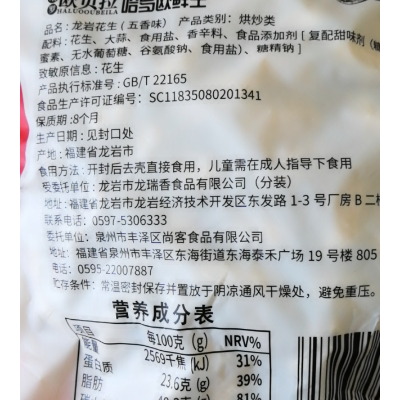 HALUOOUBEILA
品名：龙岩花生（五香味） 产品类别：烘炒类
配料：花生、大蒜、食用盐、香辛料、食品添加剂［复配甜味剂（
蜜素、无水葡萄糖、谷氨酸钠、食用盐）、糖精钠］
致敏原信息：花生
产品执行标准号：GB/T 22165
食品生产许可证编号：SC11835080201341
保质期：8个月
生产日期：见封口处
产地：福建省龙岩市
食用方法：开封后去壳直接食用，儿童需在成人指导下食用
受委托单位：龙岩市龙瑞香食品有限公司（分装）
地址：福建省龙岩市龙岩经济技术开发区东发路1-3号厂房B二
联系电话：0597-5306333
委托单位：泉州市丰泽区尚客食品有限公司
地址：福建省泉州市丰泽区东海街道东海泰禾广场19号楼805
电话：0595-22007887
贮存条件：常温密封保存并置放于阴凉通风干燥处，避免重压。
营养成分表
项目 每100克（g） NRV%
能量 2569千焦（kJ） 31%
蛋白质 23.6克（g） 39%
脂肪 81%